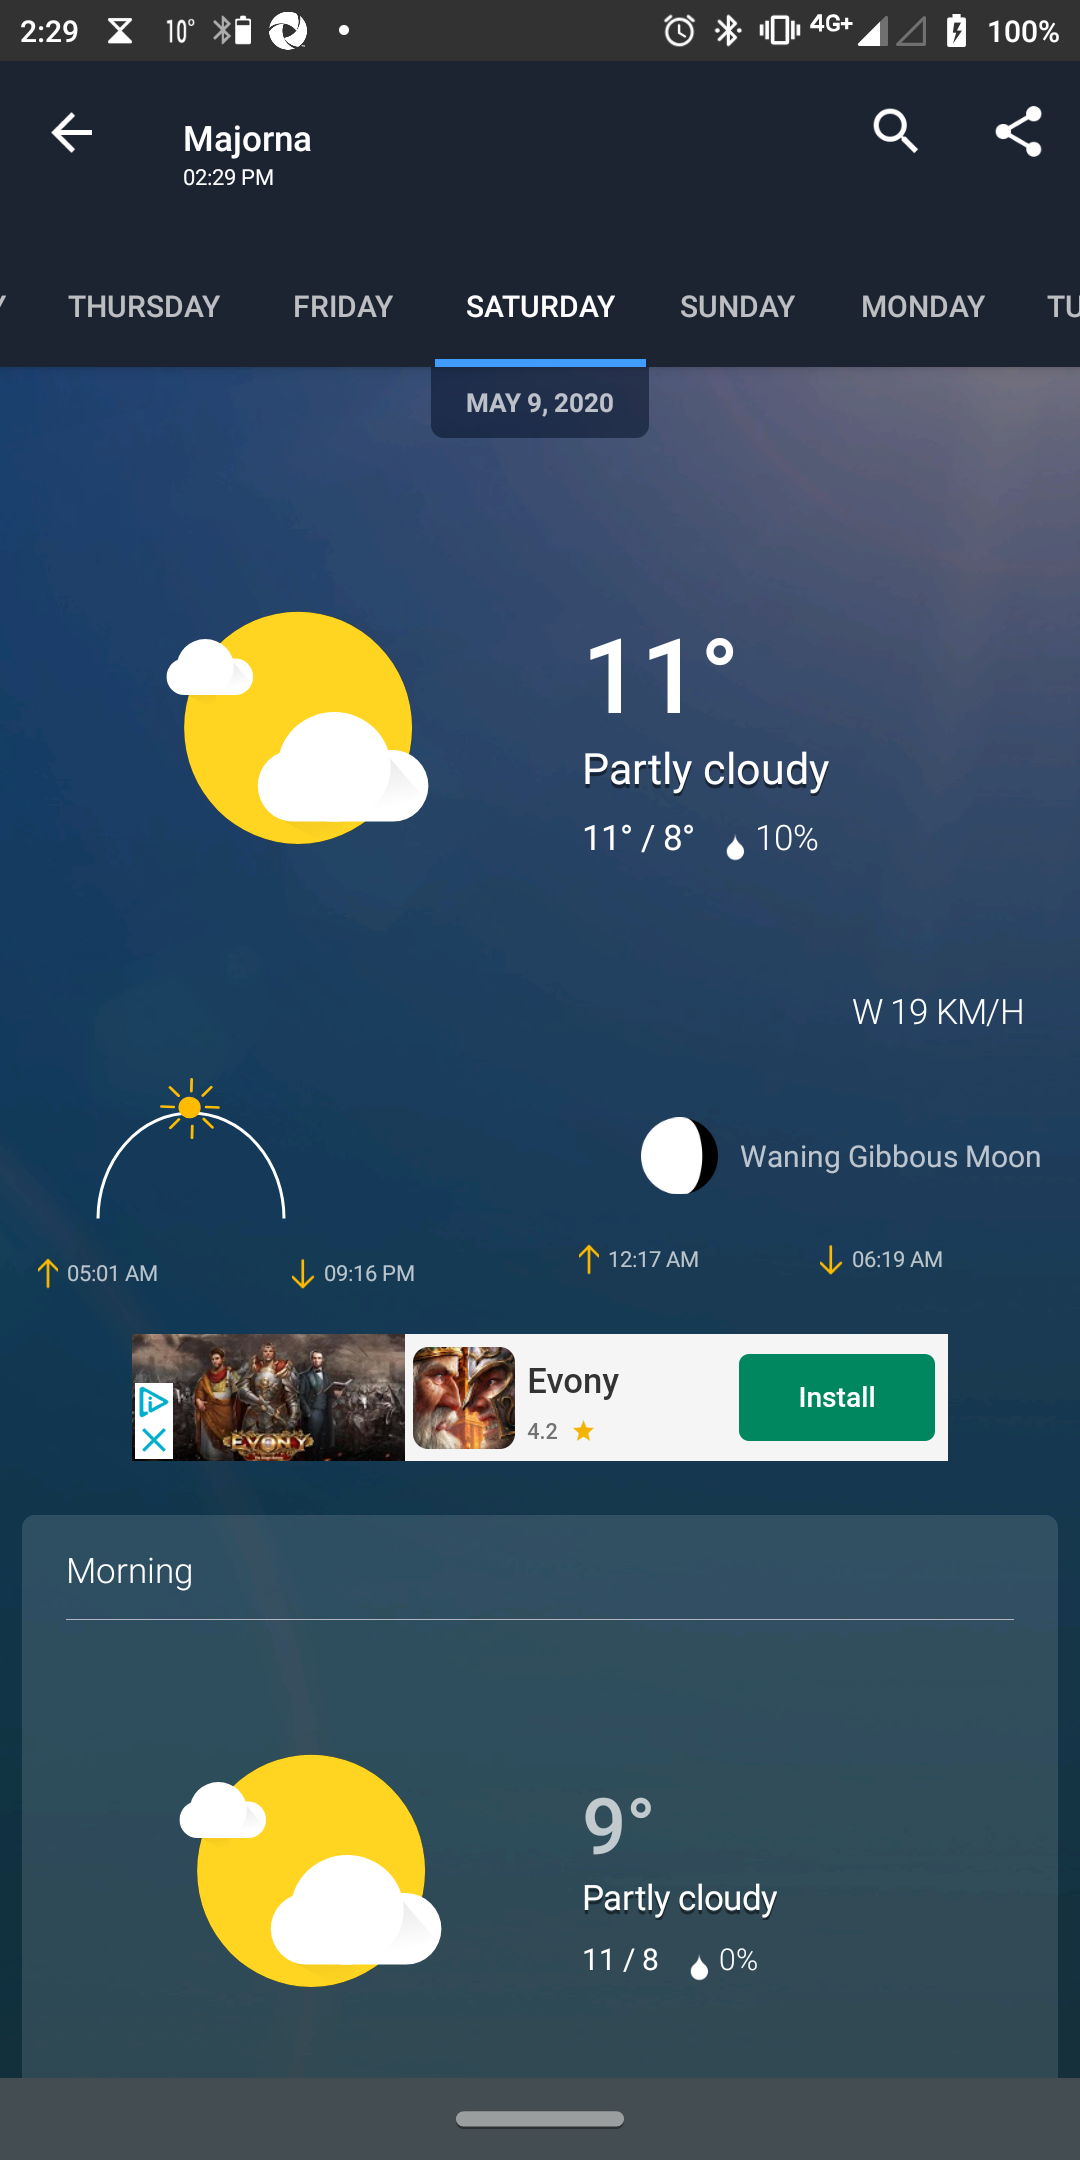 2:29 10° 4G+ 100%
Majorna
02:29 PM
THURSDAY FRIDAY SATURDAY SUNDAY MONDAY TU
MAY 9, 2020
11°
Partly cloudy
11° / 8° 10%
W 19 KM/H
Waning Gibbous Moon
05:01 AM 09:16 PM 12:17 AM 06:19 AM
EVONY
Evony
4.2
Install
Morning
9°
Partly cloudy
11 / 8 0%